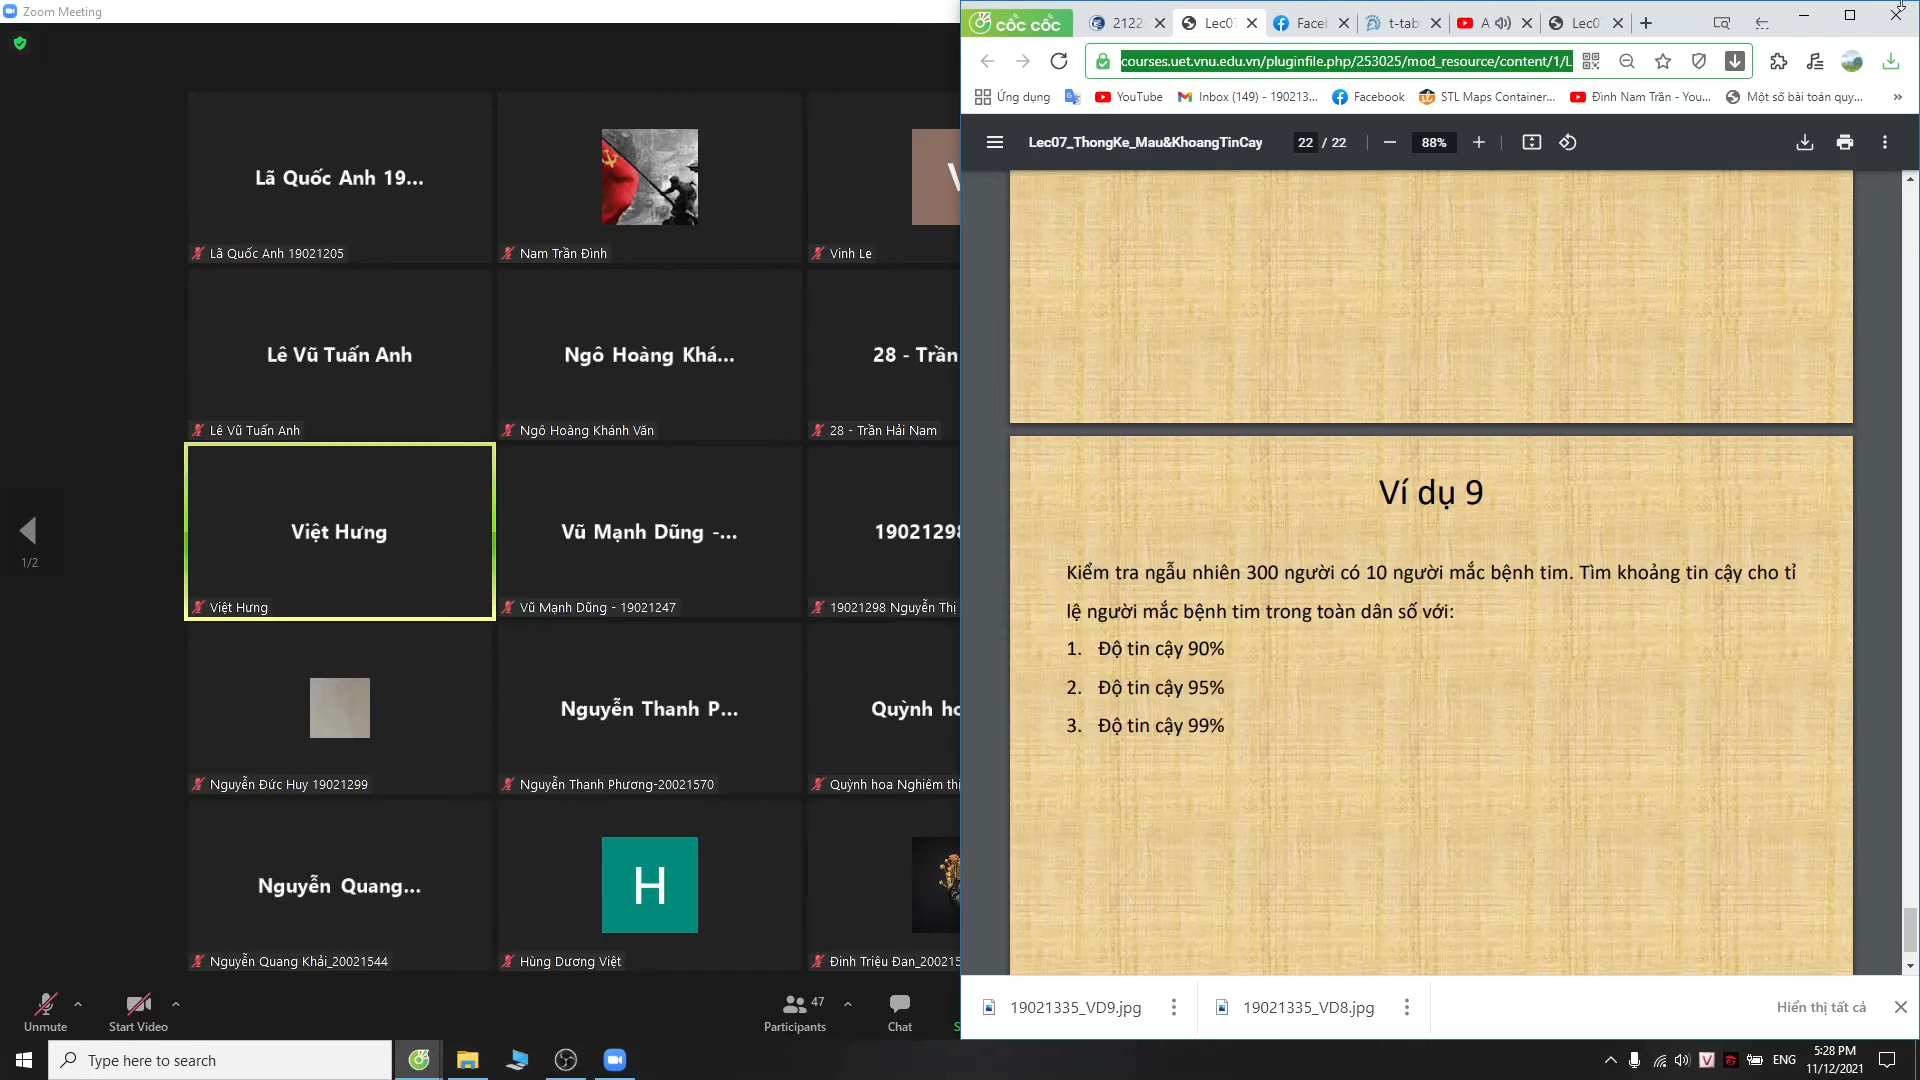 Zoom Meeting
Lã Quốc Anh 19...
Lã Quốc Anh 19021205
Nam Trần Đình
Vinh Le
Lê Vũ Tuấn Anh
Lê Vũ Tuấn Anh
Ngô Hoàng Khá...
Ngô Hoàng Khánh Vân
28 - Trần
28 - Trần Hải Nam
Việt Hưng
Việt Hưng
Vũ Mạnh Dũng -...
Vũ Mạnh Dũng - 19021247
19021298
19021298 Nguyễn Thị
Nguyễn Đức Huy 19021299
Nguyễn Thanh P...
Nguyễn Thanh Phương-20021570
Quỳnh ho
Quỳnh hoa Nghiêm thị
Nguyễn Quang...
Nguyễn Quang Khải_20021544
H
Hùng Dương Việt
Đinh Triệu Đan_200215
1/2
Unmute
Start Video
47
Participants
Chat
CỐC CỐC
2122
Lec07
Faceb
t-tab
A
Lec0
courses.uet.vnu.edu.vn/pluginfile.php/253025/mod_resource/content/1/L
Ứng dụng
YouTube
Inbox (149) - 190213...
Facebook
STL Maps Container...
Đình Nam Trần - You...
Một số bài toán quy...
»
Lec07_ThongKe_Mau&KhoangTinCay
22 / 22
88%
Ví dụ 9
Kiểm tra ngẫu nhiên 300 người có 10 người mắc bệnh tim. Tìm khoảng tin cậy cho tỉ
lệ người mắc bệnh tim trong toàn dân số với:
1. Độ tin cậy 90%
2. Độ tin cậy 95%
3. Độ tin cậy 99%
19021335_VD9.jpg
19021335_VD8.jpg
Hiển thị tất cả
Type here to search
ENG
5:28 PM
11/12/2021